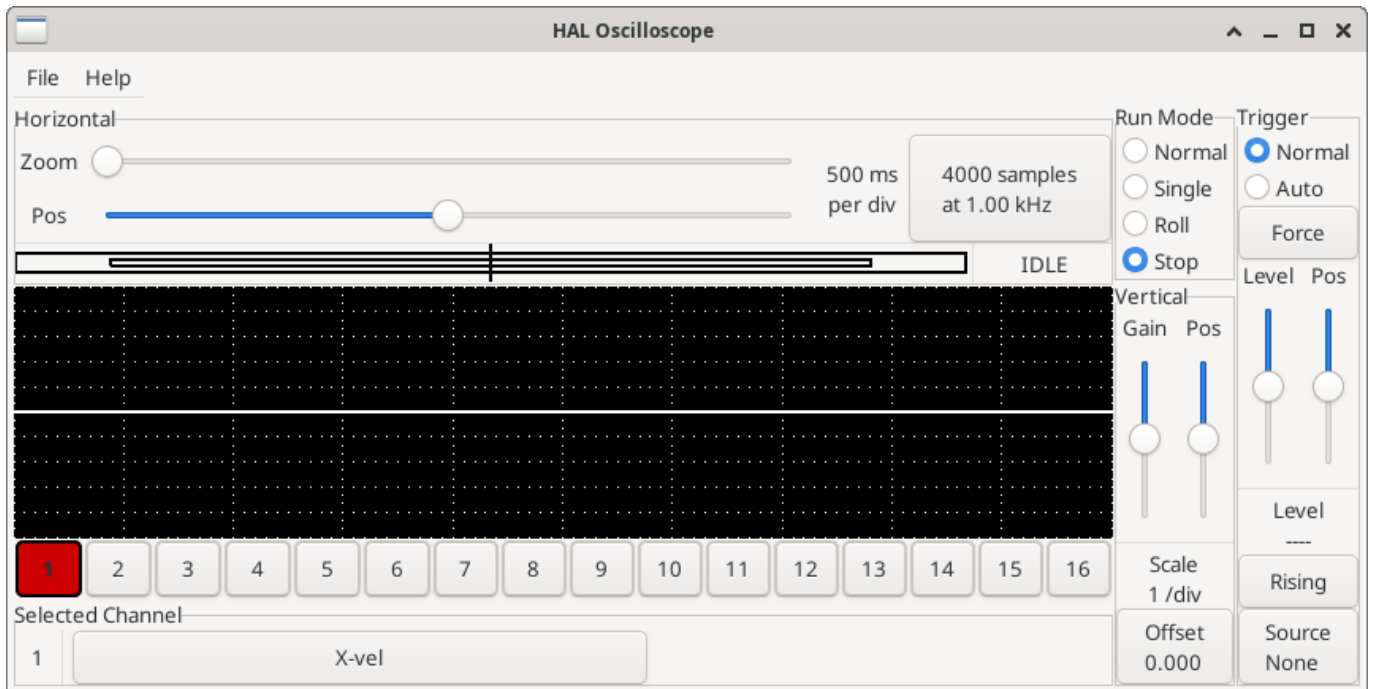 HAL Oscilloscope
File Help
Horizontal
Zoom
Pos
500 ms
per div
4000 samples
at 1.00 kHz
IDLE
Run Mode
Normal
Single
Roll
Stop
Trigger
Normal
Auto
Force
Level Pos
Vertical
Gain Pos
Level
----
Rising
Source
None
Scale
1 /div
Offset
0.000
1 2 3 4 5 6 7 8 9 10 11 12 13 14 15 16
Selected Channel
1 X-vel